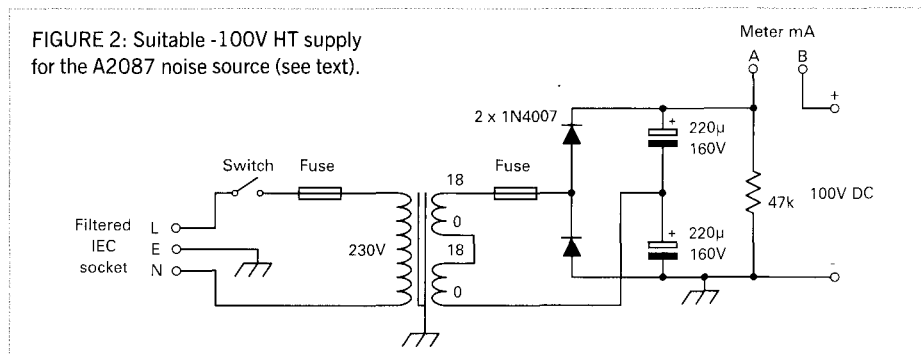 FIGURE 2: Suitable -100V HT supply
for the A2087 noise source (see text).
Meter mA
A B
+
2 x 1N4007
+ 220µ
160V
Switch
Fuse
18
Fuse
47k
100V DC
0
Filtered
IEC
socket
L
E
N
230V
18
+ 220µ
160V
0
-